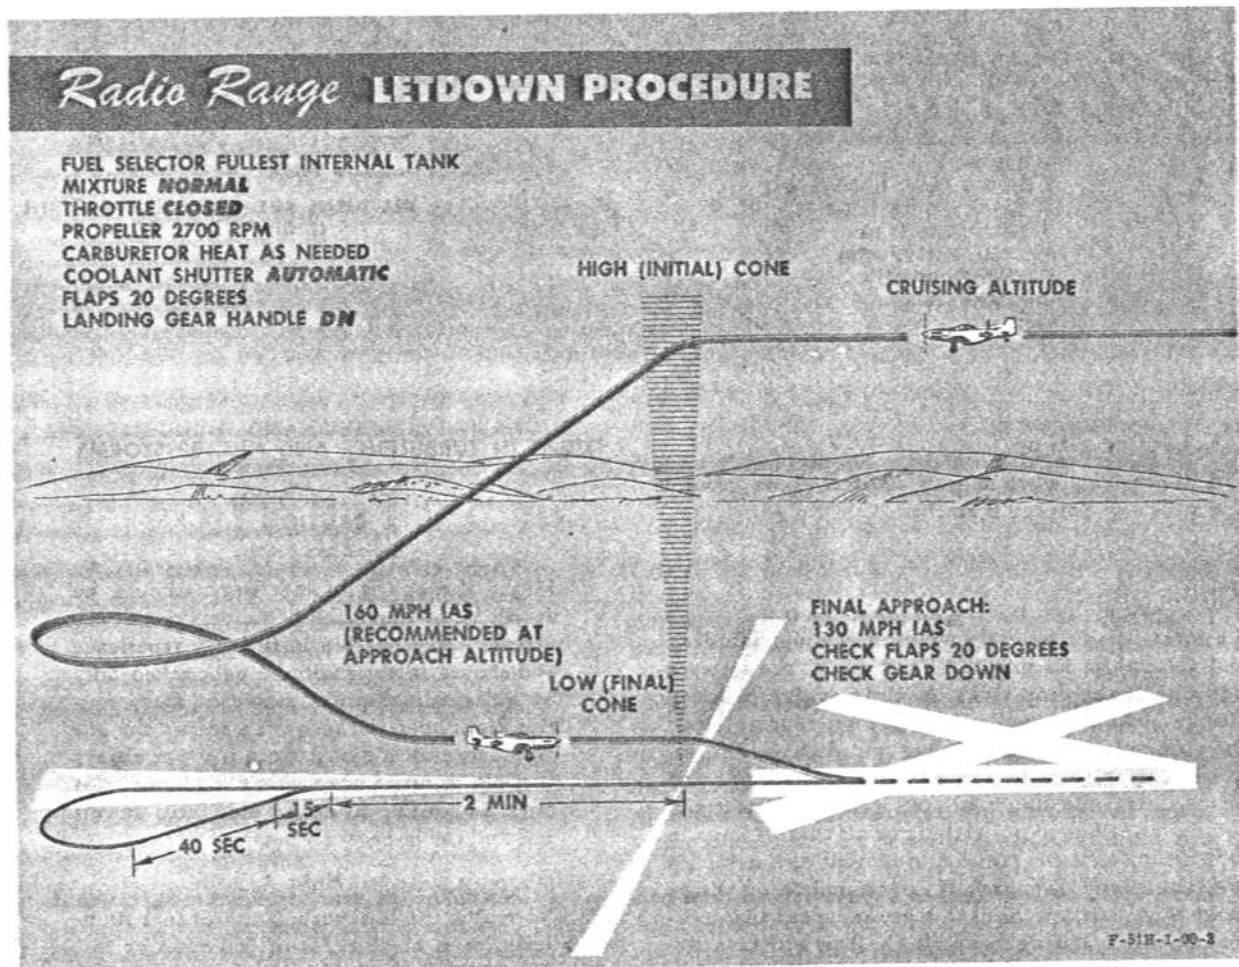 Radio Range LETDOWN PROCEDURE
FUEL SELECTOR FULLEST INTERNAL TANK
MIXTURE NORMAL
THROTTLE CLOSED
PROPELLER 2700 RPM
CARBURETOR HEAT AS NEEDED
COOLANT SHUTTER AUTOMATIC
FLAPS 20 DEGREES
LANDING GEAR HANDLE DN
HIGH (INITIAL) CONE
CRUISING ALTITUDE
160 MPH IAS
(RECOMMENDED AT
APPROACH ALTITUDE)
LOW (FINAL)
CONE
FINAL APPROACH:
130 MPH IAS
CHECK FLAPS 20 DEGREES
CHECK GEAR DOWN
2 MIN
15
SEC
40 SEC
F-51H-1-00-2